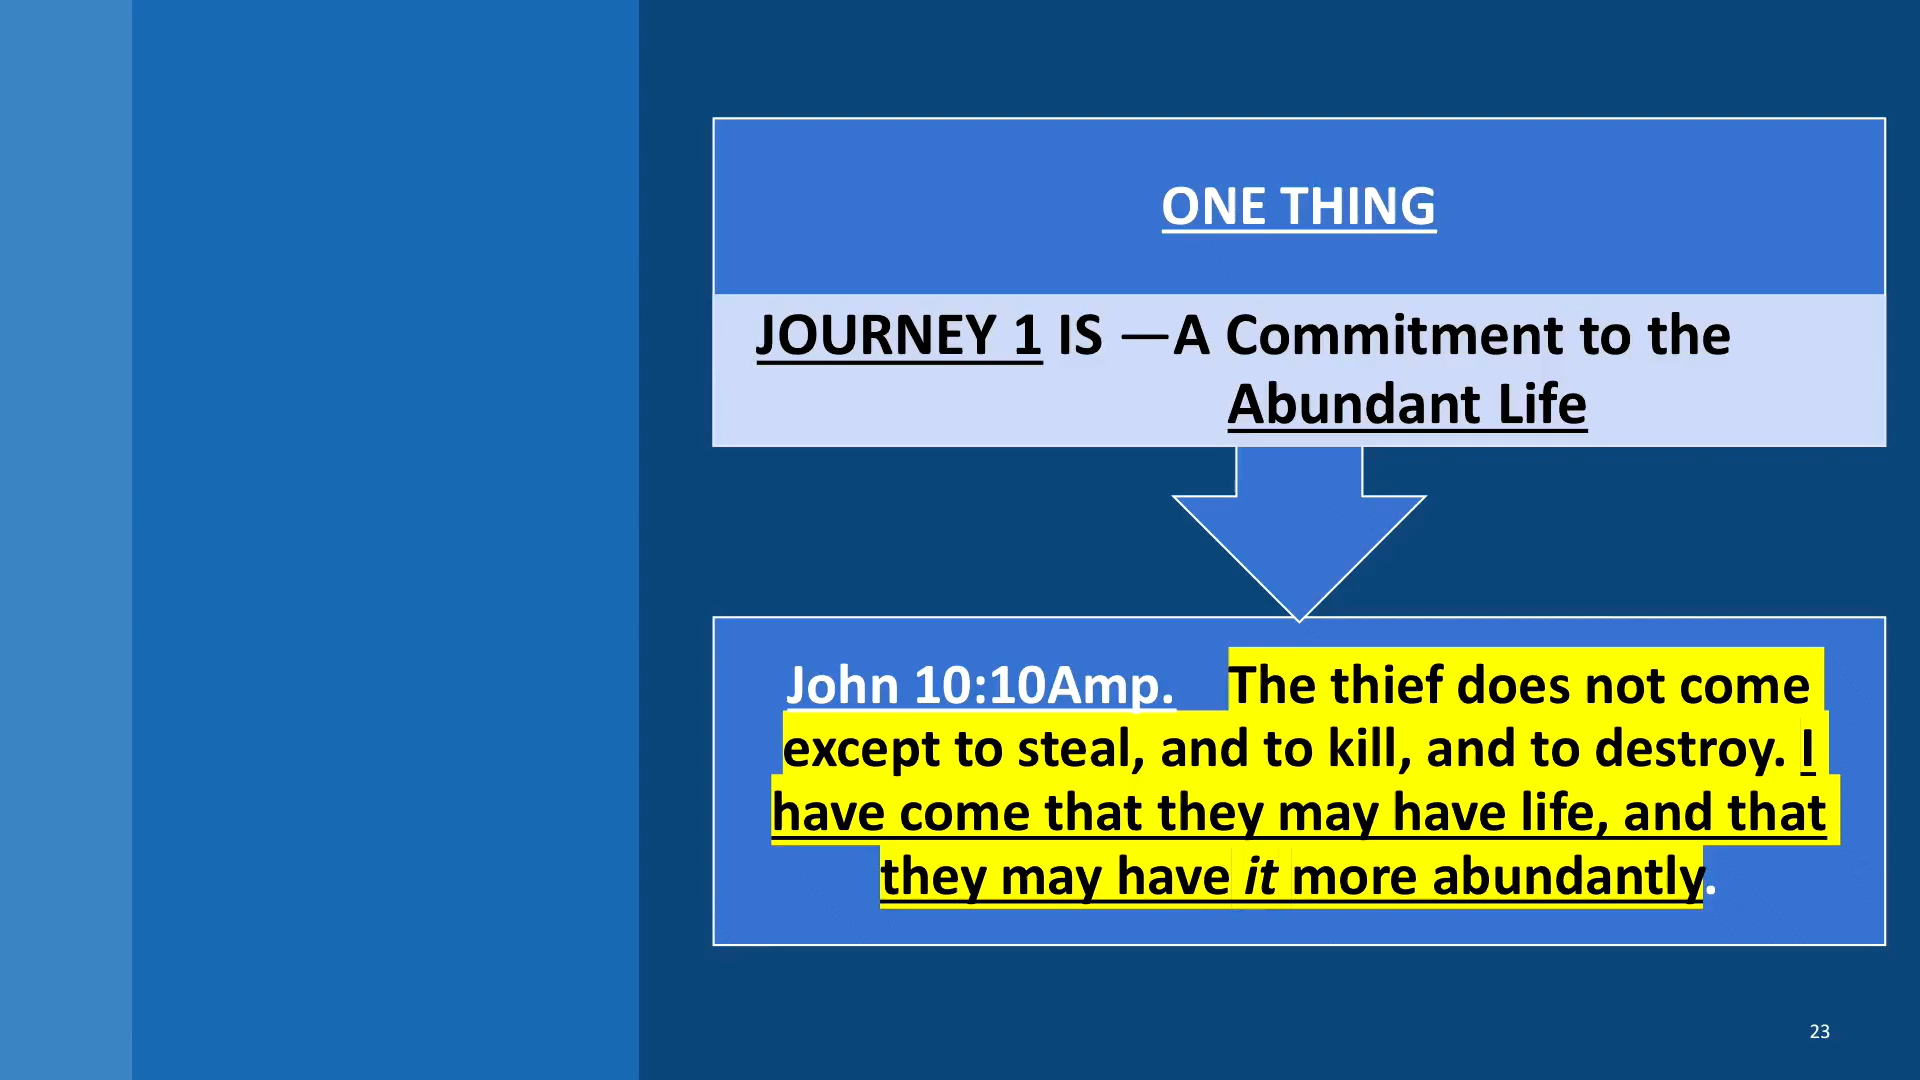 ONE THING
JOURNEY 1 IS —A Commitment to the
Abundant Life
John 10:10Amp. The thief does not come
except to steal, and to kill, and to destroy. I
have come that they may have life, and that
they may have it more abundantly.
23